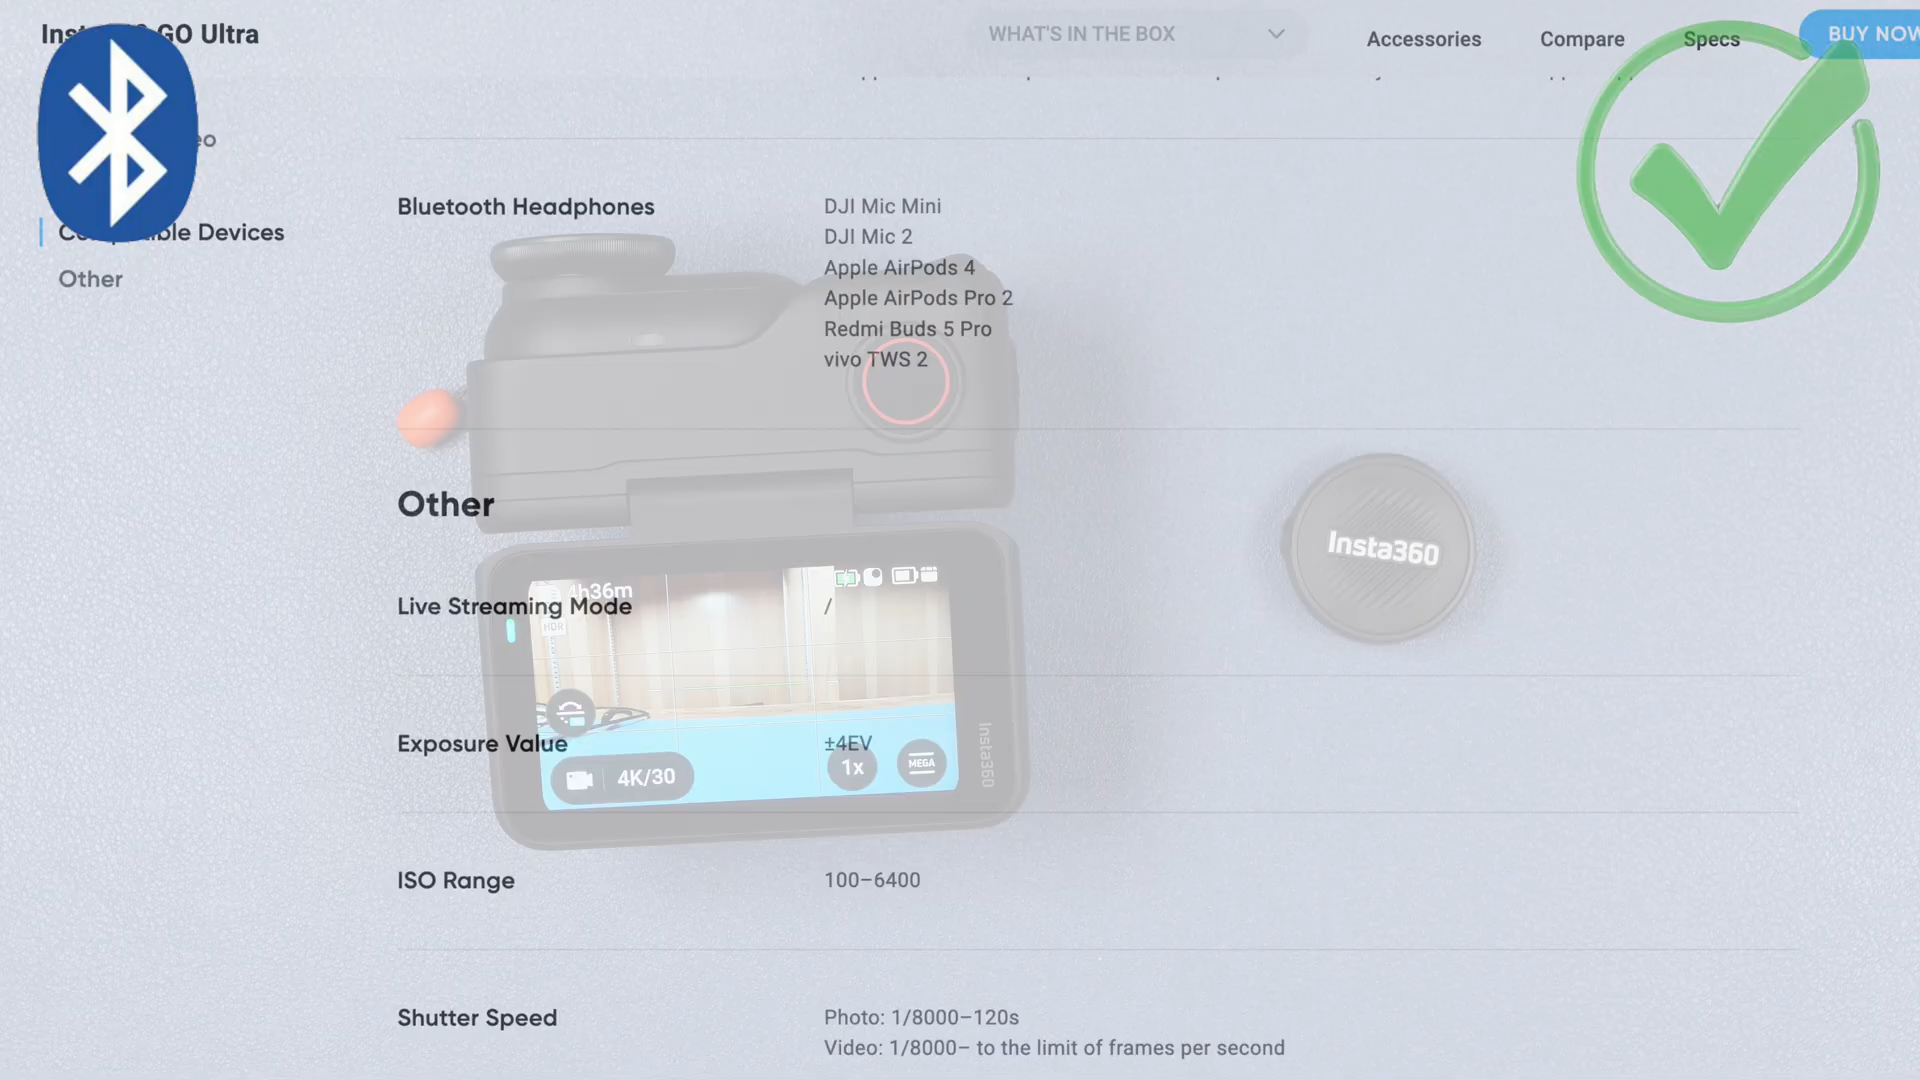 GO Ultra
WHAT'S IN THE BOX
Accessories
Compare
Specs
BUY NOW
Devices
Other
Bluetooth Headphones
DJI Mic Mini
DJI Mic 2
Apple AirPods 4
Apple AirPods Pro 2
Redmi Buds 5 Pro
vivo TWS 2
Other
Live Streaming Mode
/
Exposure Value
±4EV
ISO Range
100–6400
Shutter Speed
Photo: 1/8000–120s
Video: 1/8000– to the limit of frames per second
4h36m
HDR
4K/30
1x
MEGA
Insta360
Insta360